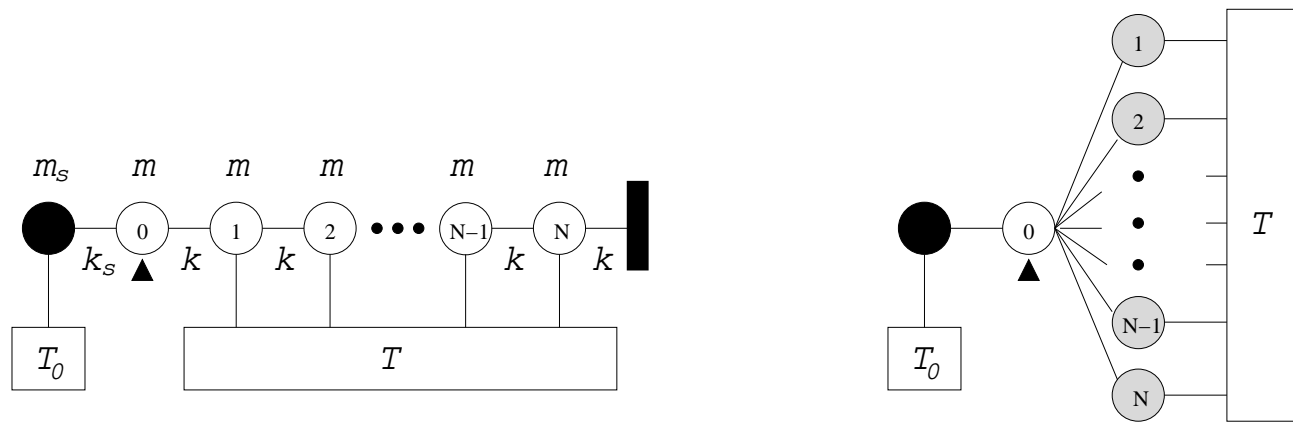 m_s m m m m m
0 1 2 N−1 N
k_s k k k k
T_0 T
1
2
0
N−1
N
T_0 T